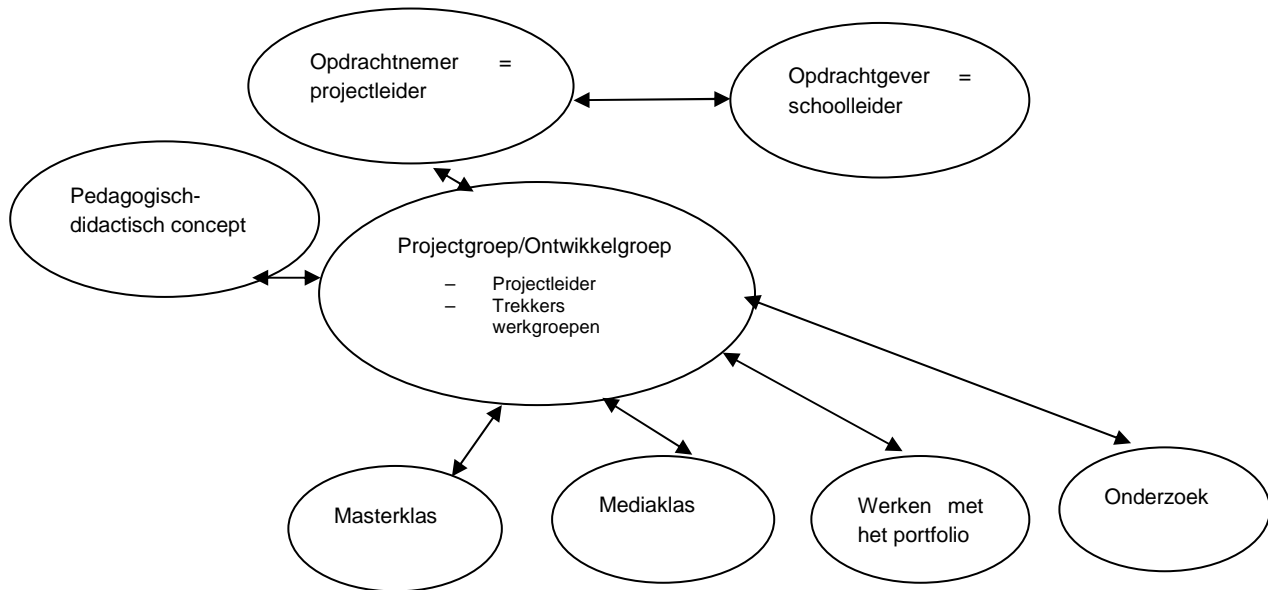 Opdrachtnemer =
projectleider
Opdrachtgever =
schoolleider
Pedagogisch-
didactisch concept
Projectgroep/Ontwikkelgroep
– Projectleider
– Trekkers
werkgroepen
Masterklas
Mediaklas
Werken met
het portfolio
Onderzoek